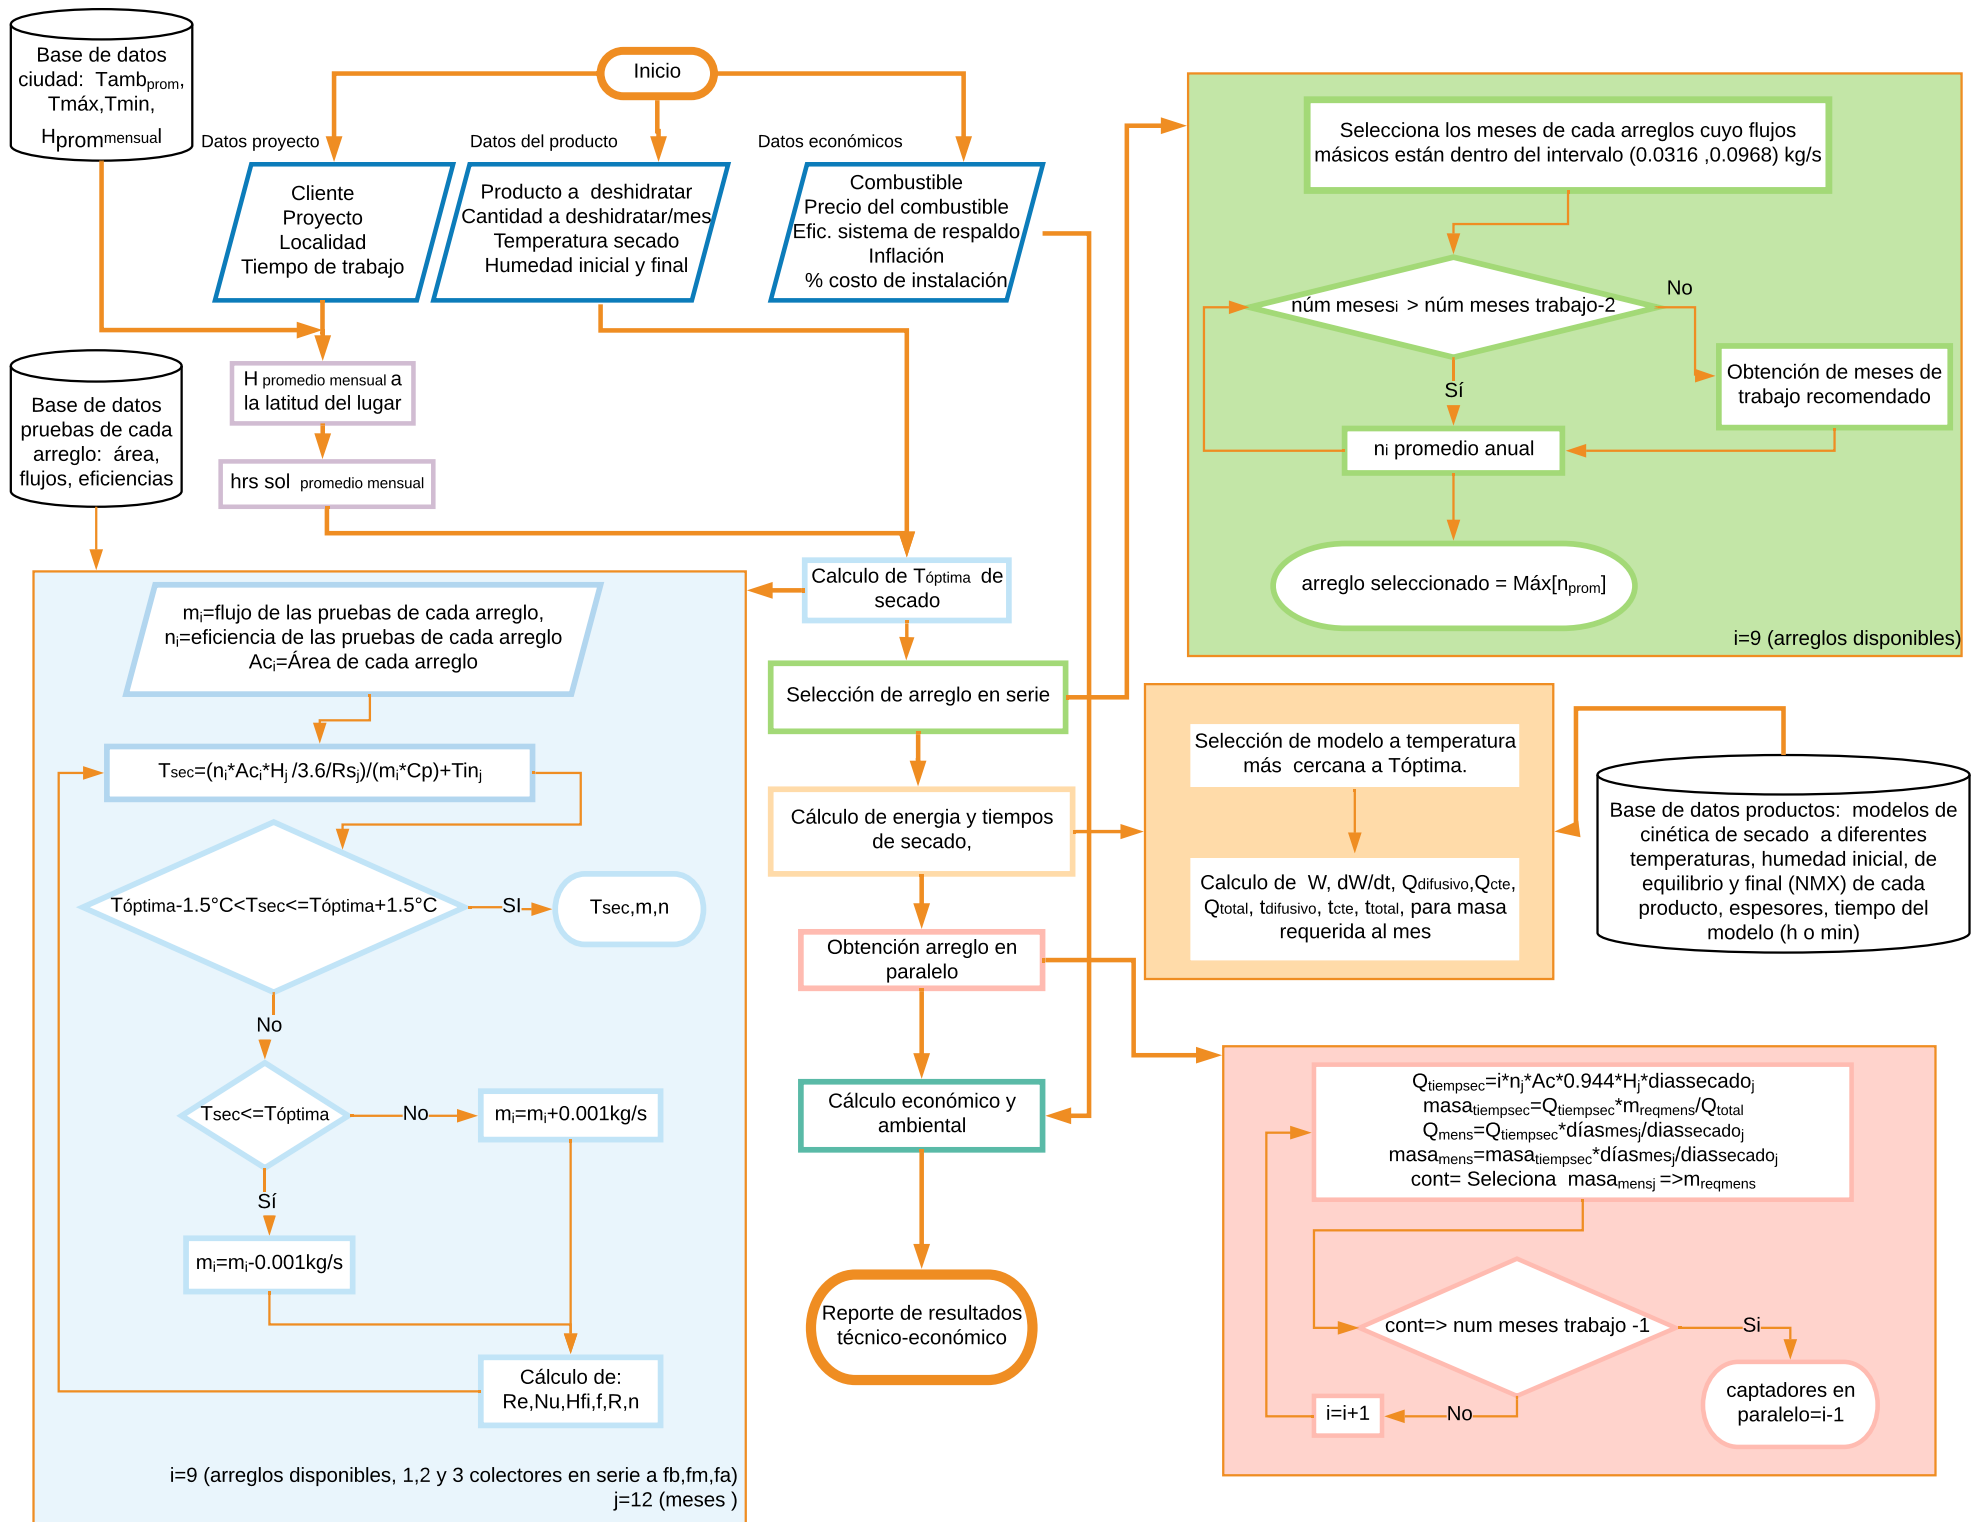 Base de datos
ciudad: Tambprom,
Tmáx,Tmin,
Hprommensual
Inicio
Datos proyecto
Datos del producto
Datos económicos
Cliente
Proyecto
Localidad
Tiempo de trabajo
Producto a deshidratar
Cantidad a deshidratar/mes
Temperatura secado
Humedad inicial y final
Combustible
Precio del combustible
Efic. sistema de respaldo
Inflación
% costo de instalación
Base de datos
pruebas de cada
arreglo: área,
flujos, eficiencias
H promedio mensual a
la latitud del lugar
hrs sol promedio mensual
Calculo de Tóptima de
secado
Selección de arreglo en serie
Cálculo de energia y tiempos
de secado,
Obtención arreglo en
paralelo
Cálculo económico y
ambiental
Reporte de resultados
técnico-económico
mi=flujo de las pruebas de cada arreglo,
ni=eficiencia de las pruebas de cada arreglo
Aci=Área de cada arreglo
Tsec=(ni*Aci*Hj /3.6/Rsj)/(mi*Cp)+Tinj
Tóptima-1.5°C<Tsec<=Tóptima+1.5°C
SI
Tsec,m,n
No
Tsec<=Tóptima
No
mi=mi+0.001kg/s
Sí
mi=mi-0.001kg/s
Cálculo de:
Re,Nu,Hfi,f,R,n
i=9 (arreglos disponibles, 1,2 y 3 colectores en serie a fb,fm,fa)
j=12 (meses )
Selecciona los meses de cada arreglos cuyo flujos
másicos están dentro del intervalo (0.0316 ,0.0968) kg/s
núm mesesi > núm meses trabajo-2
No
Sí
Obtención de meses de
trabajo recomendado
ni promedio anual
arreglo seleccionado = Máx[nprom]
i=9 (arreglos disponibles)
Selección de modelo a temperatura
más cercana a Tóptima.
Calculo de W, dW/dt, Qdifusivo,Qcte,
Qtotal, tdifusivo, tcte, ttotal, para masa
requerida al mes
Base de datos productos: modelos de
cinética de secado a diferentes
temperaturas, humedad inicial, de
equilibrio y final (NMX) de cada
producto, espesores, tiempo del
modelo (h o min)
Qtiempsec=i*nj*Ac*0.944*Hj*diassecadoj
masatiempsec=Qtiempsec*mreqmens/Qtotal
Qmens=Qtiempsec*díasmesj/diassecadoj
masamens=masatiempsec*díasmesj/diassecadoj
cont= Seleciona masamensj =>mreqmens
cont=> num meses trabajo -1
Si
No
i=i+1
captadores en
paralelo=i-1